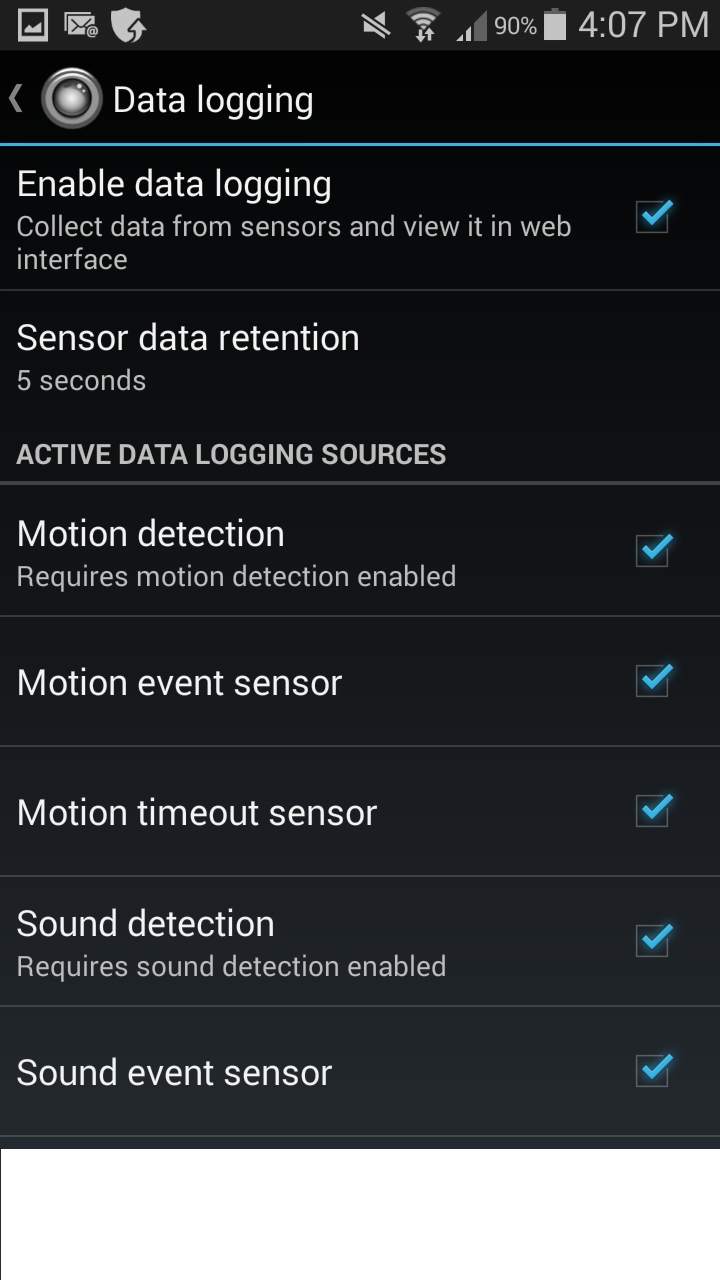 90% 4:07 PM
Data logging
Enable data logging
Collect data from sensors and view it in web
interface
Sensor data retention
5 seconds
ACTIVE DATA LOGGING SOURCES
Motion detection
Requires motion detection enabled
Motion event sensor
Motion timeout sensor
Sound detection
Requires sound detection enabled
Sound event sensor